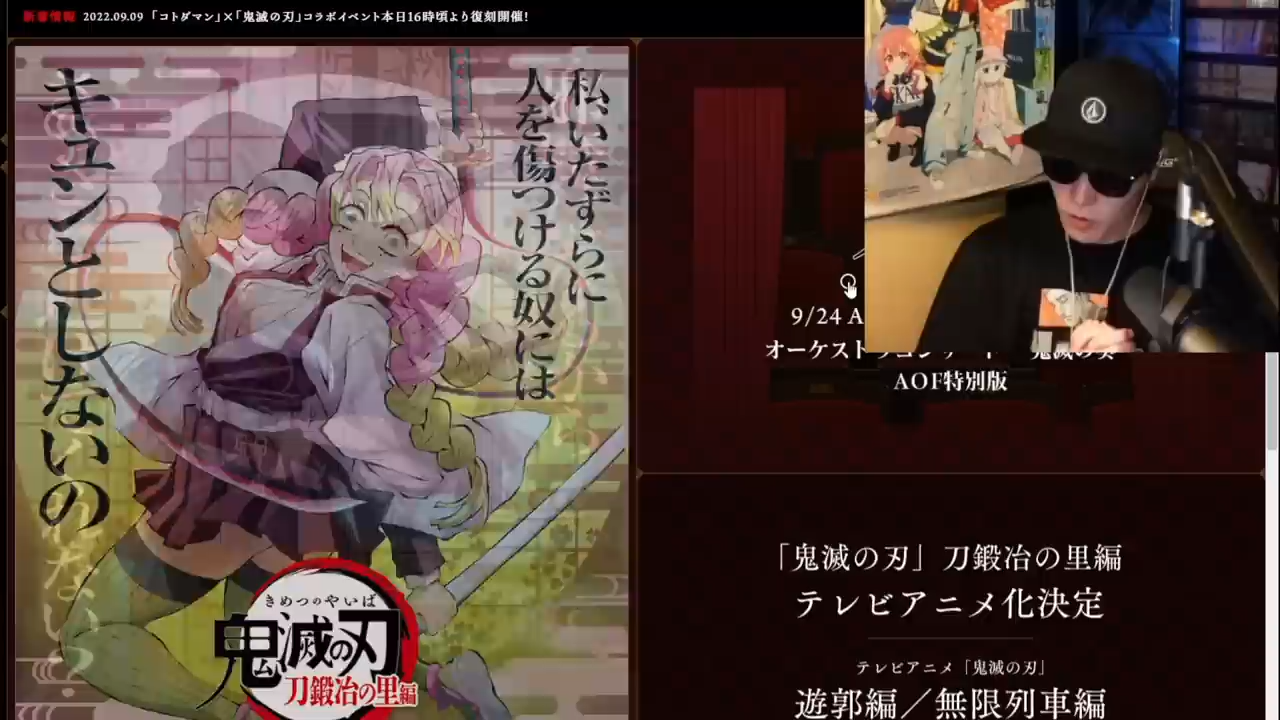 新着情報 2022.09.09 「コトダマン」×「鬼滅の刃」コラボイベント本日16時頃より復刻開催!
私、いたずらに
人を傷つける奴には
キュンとしないの
きめつのやいば
鬼滅の刃
刀鍛冶の里編
9/24 A
AOF特別版
「鬼滅の刃」刀鍛冶の里編
テレビアニメ化決定
テレビアニメ「鬼滅の刃」
遊郭編／無限列車編